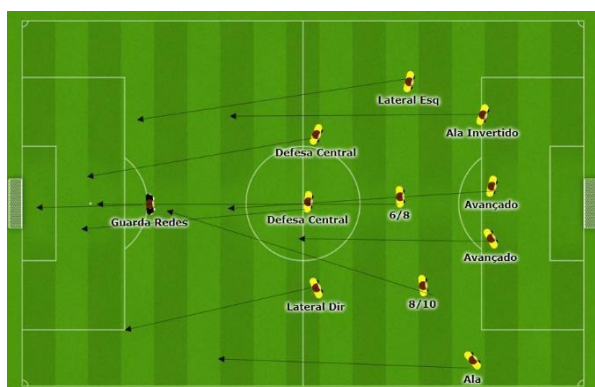 Lateral Esq
Ala Invertido
Defesa Central
Avançado
6/8
Defesa Central
Guarda Redes
Avançado
Lateral Dir
8/10
Ala